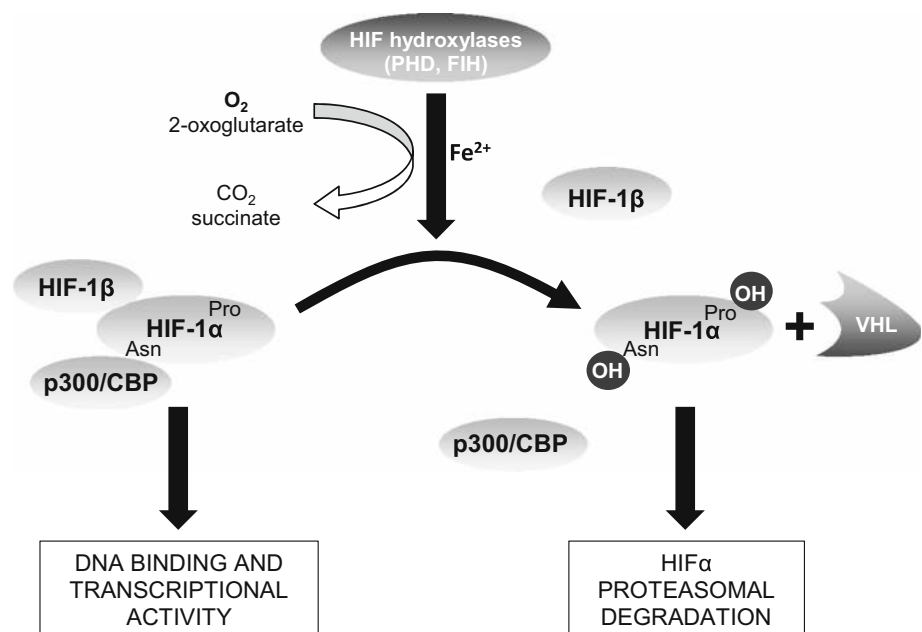 HIF hydroxylases
(PHD, FIH)
O₂
2-oxoglutarate
Fe²⁺
CO₂
succinate
HIF-1β
HIF-1β
Pro
HIF-1α
Asn
p300/CBP
OH
Pro
HIF-1α
Asn
OH
+
VHL
p300/CBP
DNA BINDING AND
TRANSCRIPTIONAL
ACTIVITY
HIFα
PROTEASOMAL
DEGRADATION